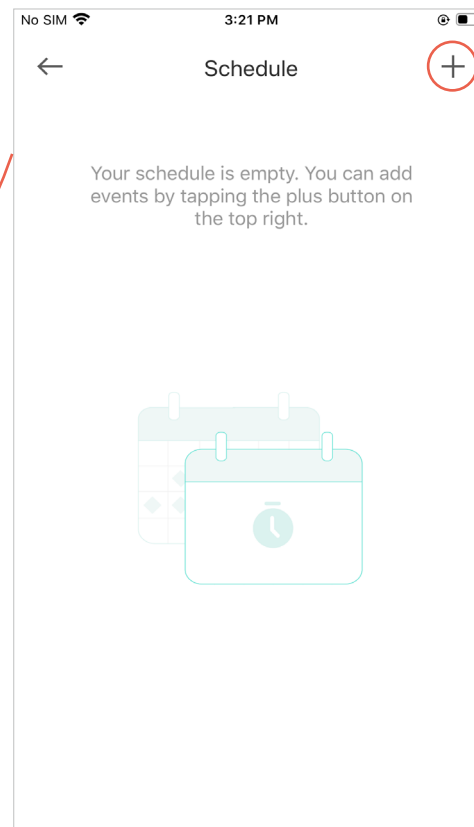 No SIM 3:21 PM
Schedule
Your schedule is empty. You can add
events by tapping the plus button on
the top right.